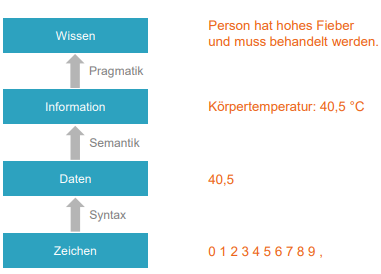 Wissen
Person hat hohes Fieber
und muss behandelt werden.
Pragmatik
Information
Körpertemperatur: 40,5 °C
Semantik
Daten
40,5
Syntax
Zeichen
0 1 2 3 4 5 6 7 8 9 ,